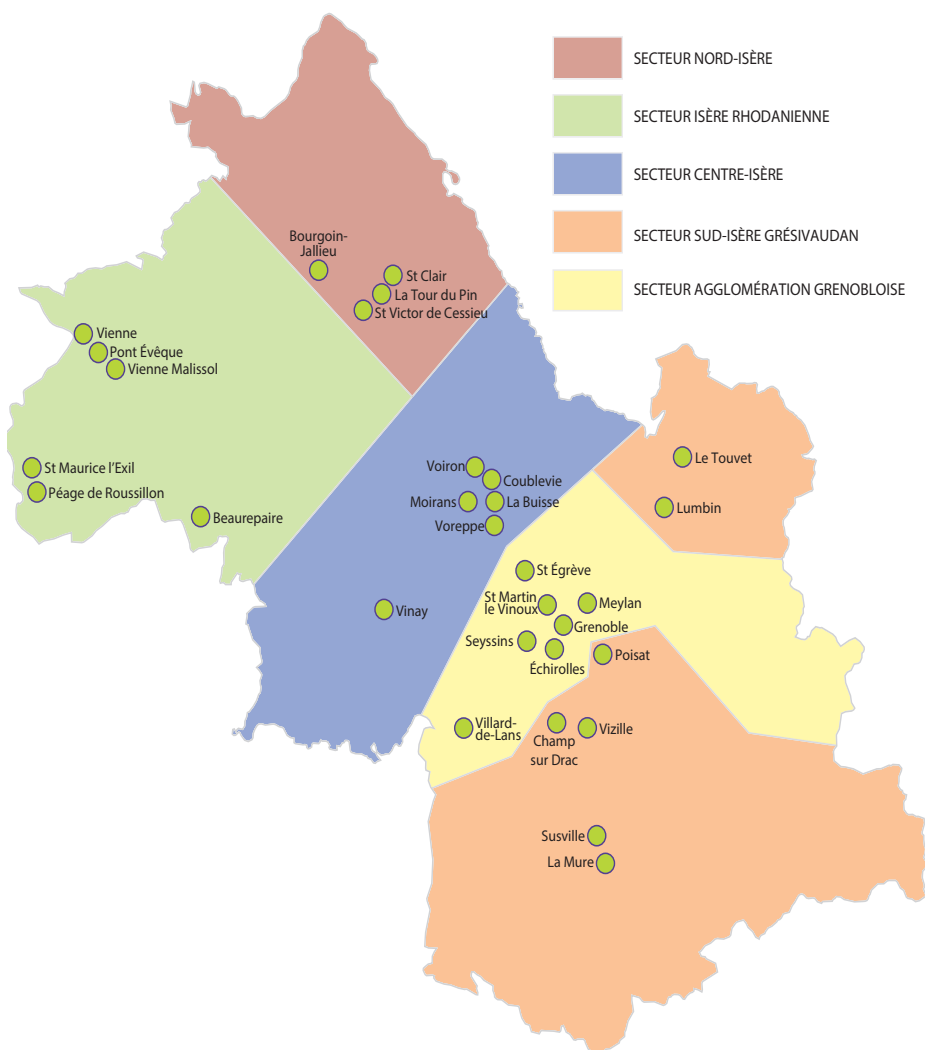 SECTEUR NORD-ISÈRE
SECTEUR ISÈRE RHODANIENNE
SECTEUR CENTRE-ISÈRE
SECTEUR SUD-ISÈRE GRÉSIVAUDAN
SECTEUR AGGLOMÉRATION GRENOBLOISE
Bourgoin-
Jallieu
St Clair
La Tour du Pin
St Victor de Cessieu
Vienne
Pont Évêque
Vienne Malissol
St Maurice l'Exil
Péage de Roussillon
Beaurepaire
Voiron
Coublevie
Moirans
La Buisse
Voreppe
Vinay
Le Touvet
Lumbin
St Égrève
St Martin
le Vinoux
Meylan
Grenoble
Seyssins
Échirolles
Poisat
Villard-
de-Lans
Champ
sur Drac
Vizille
Susville
La Mure